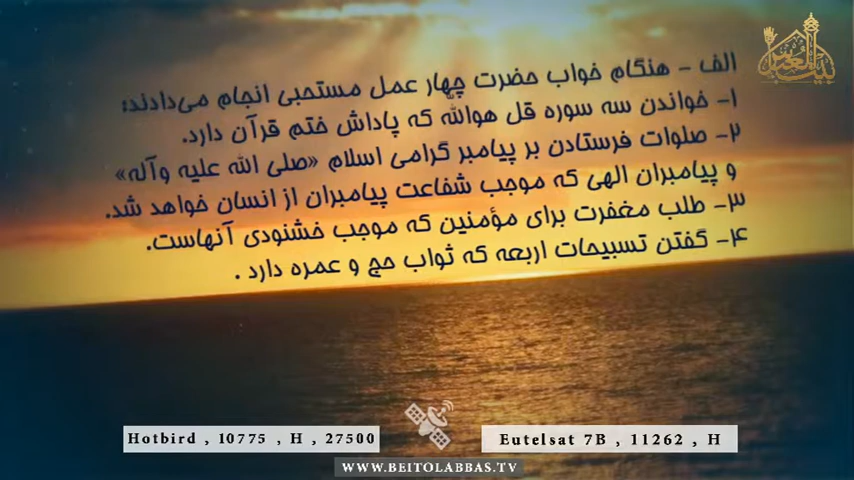 الف - هنگام خواب حضرت چهار عمل مستحبی انجام می‌دادند:
۱- خواندن سه سوره قل هوالله که پاداش ختم قرآن دارد.
۲- صلوات فرستادن بر پیامبر گرامی اسلام «صلی الله علیه وآله»
و پیامبران الهی که موجب شفاعت پیامبران از انسان خواهد شد.
۳- طلب مغفرت برای مؤمنین که موجب خشنودی آنهاست.
۴- گفتن تسبیحات اربعه که ثواب حج و عمره دارد .
بیت العباس
Hotbird , 10775 , H , 27500
Eutelsat 7B , 11262 , H
WWW.BEITOLABBAS.TV